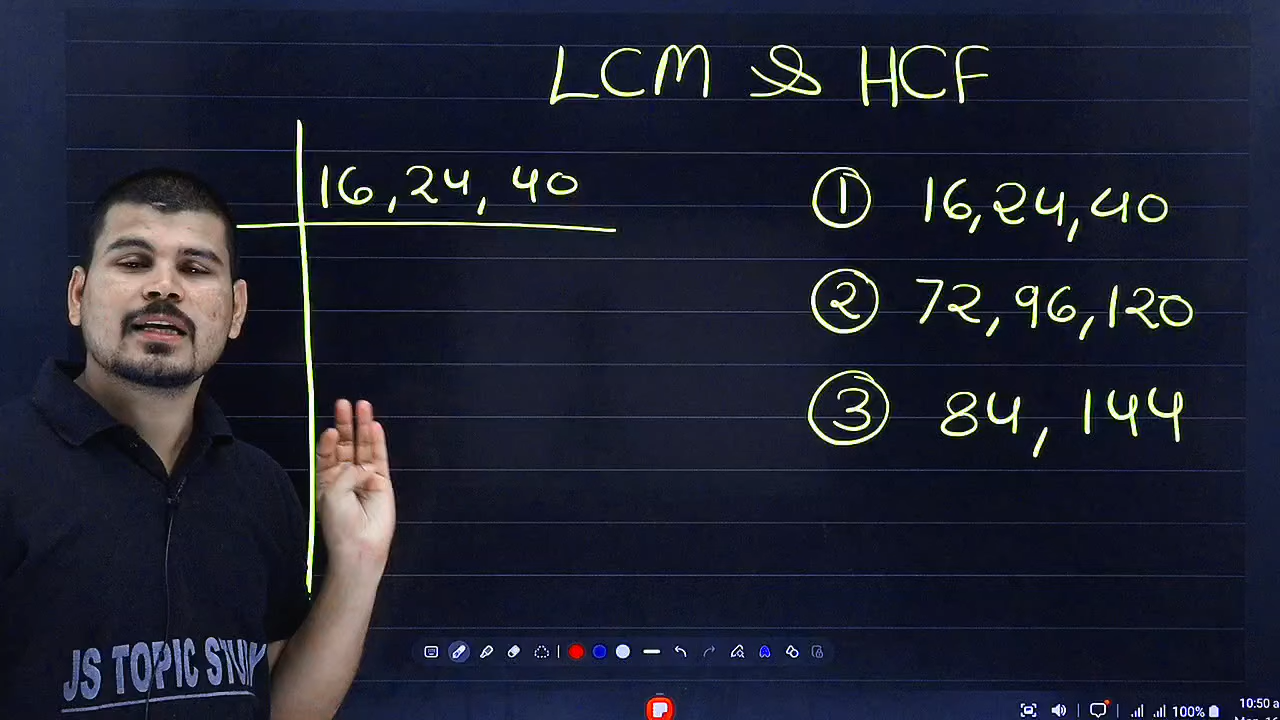 LCM & HCF
16, 24, 40
① 16, 24, 40
② 72, 96, 120
③ 84, 144
JS TOPIC STUDY
100%
10:50 a